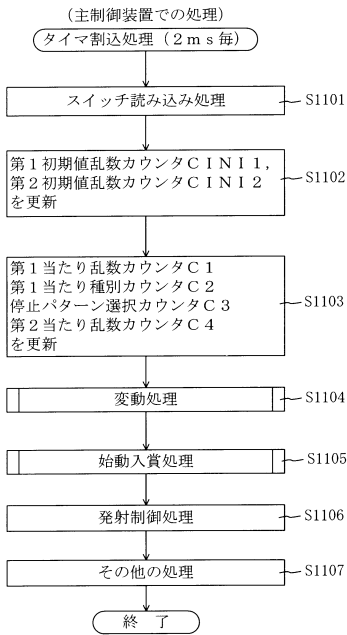 (主制御装置での処理)
タイマ割込処理(2ms毎)
スイッチ読み込み処理
S1101
第1初期値乱数カウンタCINI1,
第2初期値乱数カウンタCINI2
を更新
S1102
第1当たり乱数カウンタC1
第1当たり種別カウンタC2
停止パターン選択カウンタC3
第2当たり乱数カウンタC4
を更新
S1103
変動処理
S1104
始動入賞処理
S1105
発射制御処理
S1106
その他の処理
S1107
終 了